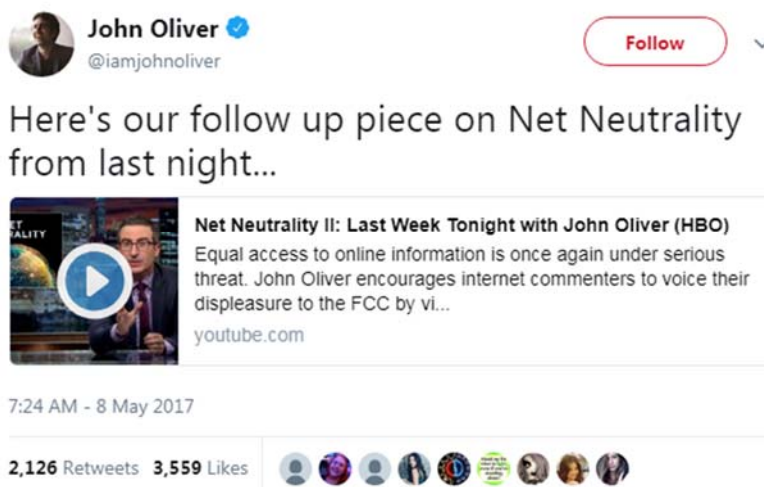 John Oliver
@iamjohnoliver
Follow
Here's our follow up piece on Net Neutrality
from last night...
ET
RALITY
Net Neutrality II: Last Week Tonight with John Oliver (HBO)
Equal access to online information is once again under serious
threat. John Oliver encourages internet commenters to voice their
displeasure to the FCC by vi...
youtube.com
7:24 AM - 8 May 2017
2,126 Retweets 3,559 Likes